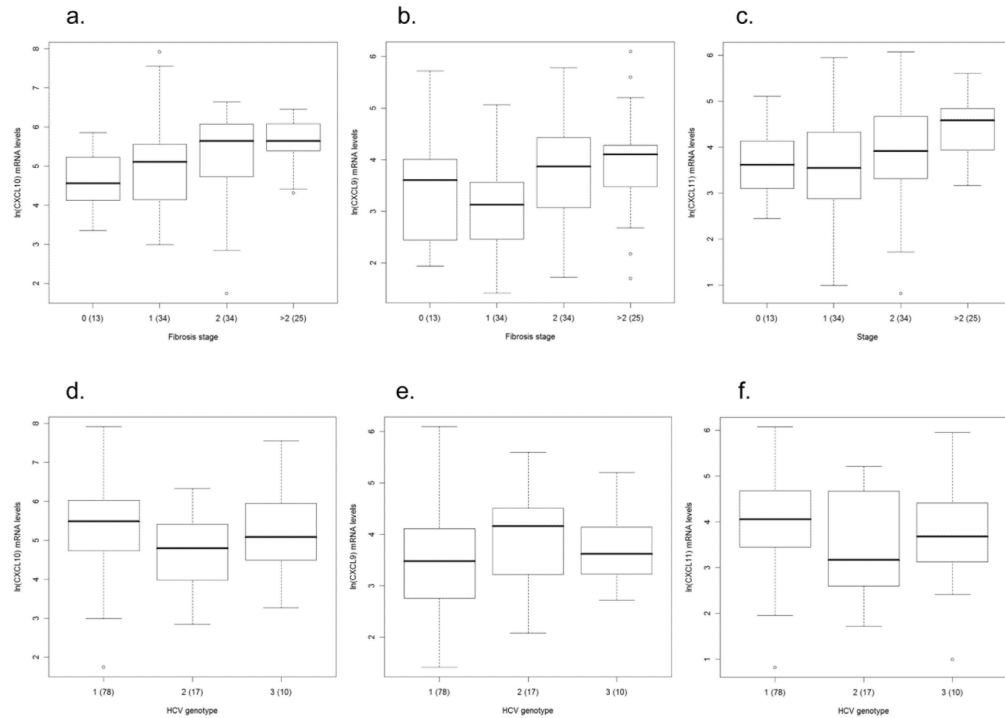 a.
ln(CXCL10) mRNA levels
8
7
6
5
4
3
2
0 (13) 1 (34) 2 (34) >2 (25)
Fibrosis stage
b.
ln(CXCL9) mRNA levels
6
5
4
3
2
0 (13) 1 (34) 2 (34) >2 (25)
Fibrosis stage
c.
ln(CXCL11) mRNA levels
6
5
4
3
2
1
0 (13) 1 (34) 2 (34) >2 (25)
Stage
d.
ln(CXCL10) mRNA levels
8
7
6
5
4
3
2
1 (78) 2 (17) 3 (10)
HCV genotype
e.
ln(CXCL9) mRNA levels
6
5
4
3
2
1 (78) 2 (17) 3 (10)
HCV genotype
f.
ln(CXCL11) mRNA levels
6
5
4
3
2
1
1 (78) 2 (17) 3 (10)
HCV genotype